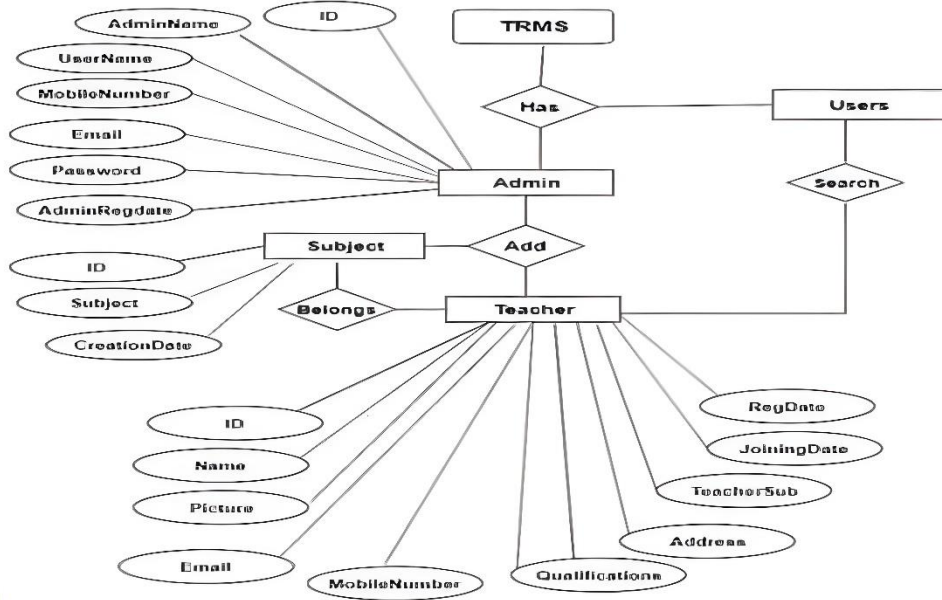 AdminName
ID
TRMS
UserName
MobileNumber
Has
Users
Email
Password
Admin
Search
AdminRegdate
Subject
Add
ID
Subject
Belongs
Teacher
CreationDate
ID
RegDate
Name
JoiningDate
Picture
TeacherSub
Email
Address
MobileNumber
Qualifications